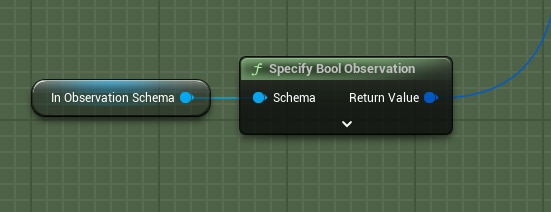 Specify Bool Observation
In Observation Schema
Schema
Return Value